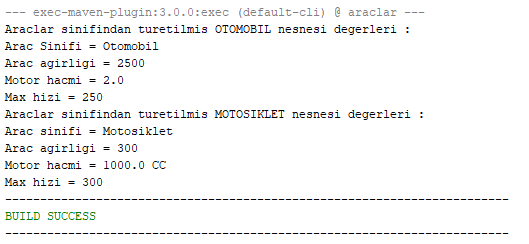 --- exec-maven-plugin:3.0.0:exec (default-cli) @ araclar ---
Araclar sinifindan turetilmis OTOMOBIL nesnesi degerleri :
Arac Sinifi = Otomobil
Arac agirligi = 2500
Motor hacmi = 2.0
Max hizi = 250
Araclar sinifindan turetilmis MOTOSIKLET nesnesi degerleri :
Arac sinifi = Motosiklet
Arac agirligi = 300
Motor hacmi = 1000.0 CC
Max hizi = 300
------------------------------------------------------------------------
BUILD SUCCESS
------------------------------------------------------------------------